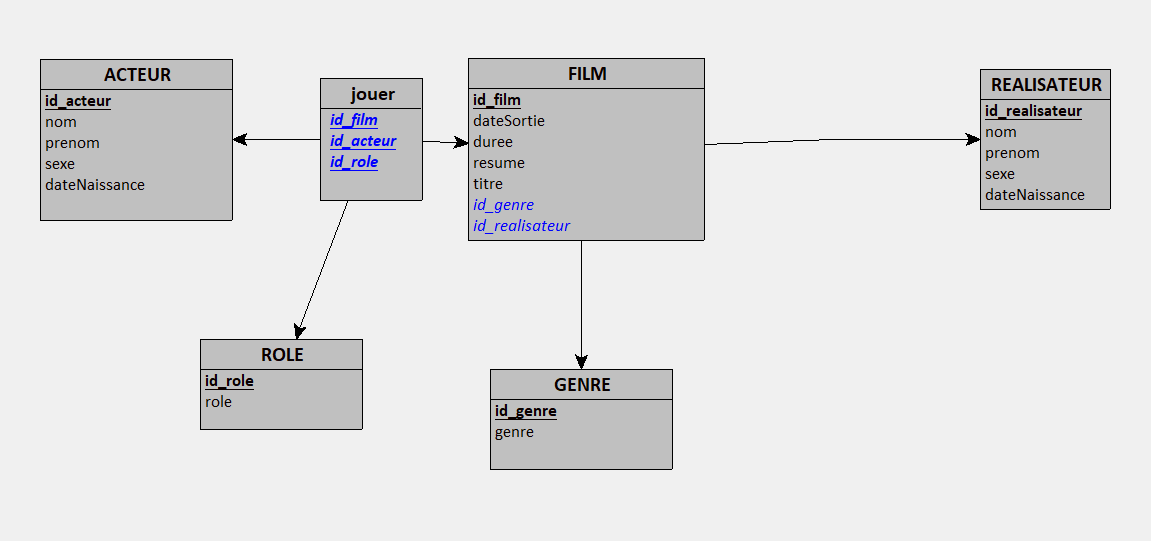 ACTEUR
id_acteur
nom
prenom
sexe
dateNaissance
jouer
id_film
id_acteur
id_role
FILM
id_film
dateSortie
duree
resume
titre
id_genre
id_realisateur
REALISATEUR
id_realisateur
nom
prenom
sexe
dateNaissance
ROLE
id_role
role
GENRE
id_genre
genre